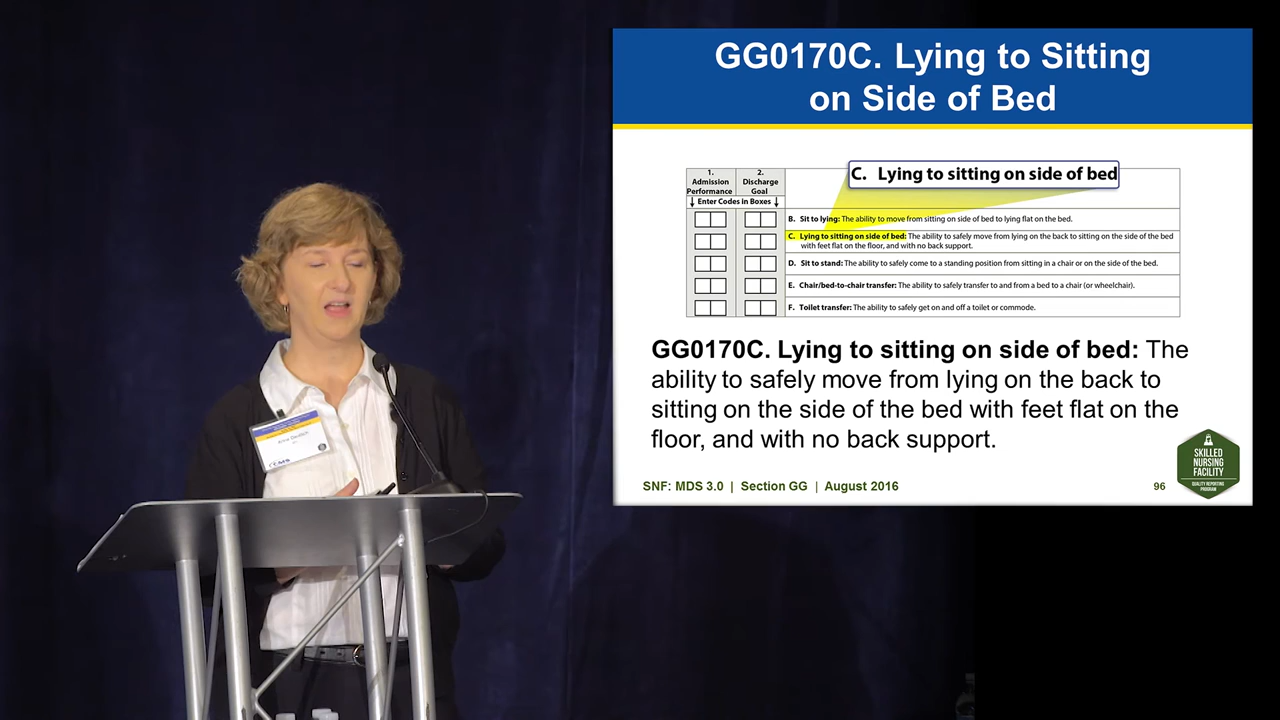 GG0170C. Lying to Sitting
on Side of Bed
1.
Admission
Performance
2.
Discharge
Goal
Enter Codes in Boxes
C. Lying to sitting on side of bed
B. Sit to lying: The ability to move from sitting on side of bed to lying flat on the bed.
C. Lying to sitting on side of bed: The ability to safely move from lying on the back to sitting on the side of the bed
with feet flat on the floor, and with no back support.
D. Sit to stand: The ability to safely come to a standing position from sitting in a chair or on the side of the bed.
E. Chair/bed-to-chair transfer: The ability to safely transfer to and from a bed to a chair (or wheelchair).
F. Toilet transfer: The ability to safely get on and off a toilet or commode.
GG0170C. Lying to sitting on side of bed: The
ability to safely move from lying on the back to
sitting on the side of the bed with feet flat on the
floor, and with no back support.
SNF: MDS 3.0 | Section GG | August 2016
96
SKILLED
NURSING
FACILITY
QUALITY REPORTING
PROGRAM
CMS